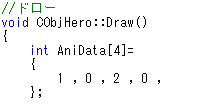 //ドロー
void CObjHero::Draw()
{
int AniData[4]=
{
1 , 0 , 2 , 0 ,
};